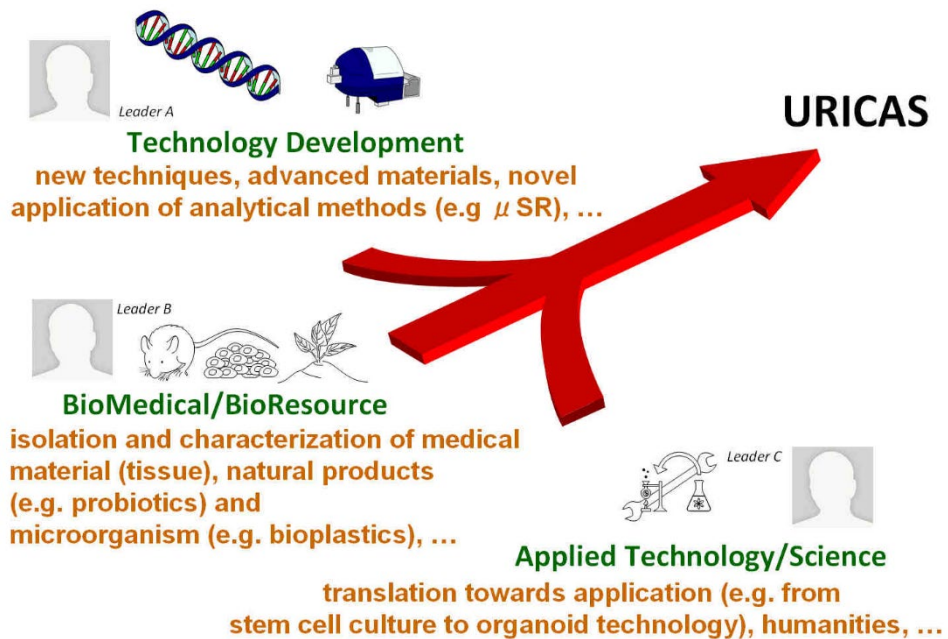 Leader A
URICAS
Technology Development
new techniques, advanced materials, novel
application of analytical methods (e.g μSR), ...
Leader B
BioMedical/BioResource
isolation and characterization of medical
material (tissue), natural products
(e.g. probiotics) and
microorganism (e.g. bioplastics), ...
Leader C
Applied Technology/Science
translation towards application (e.g. from
stem cell culture to organoid technology), humanities, ...